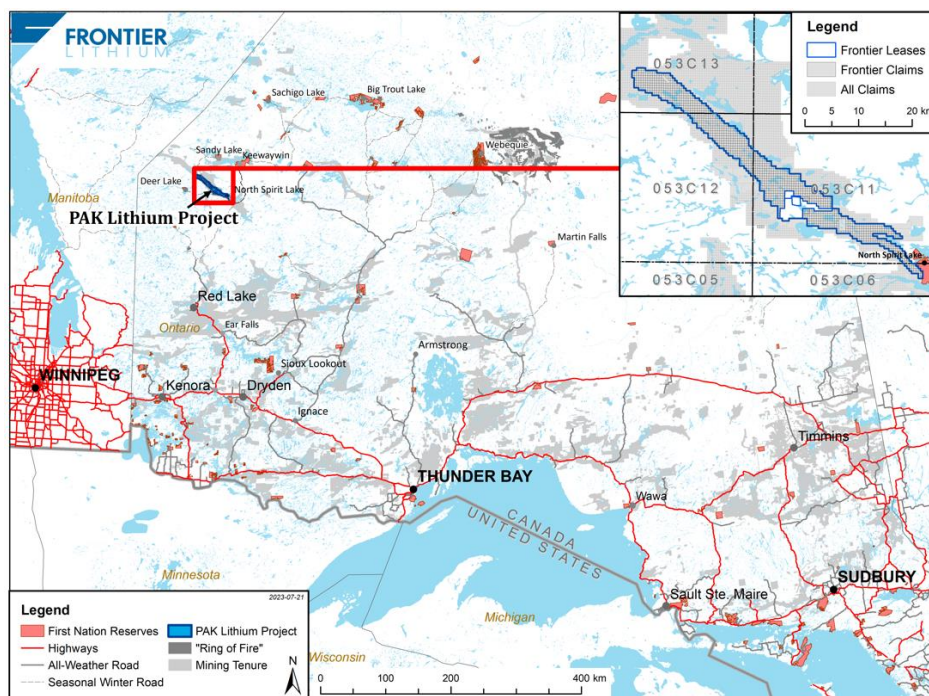 FRONTIER
LITHIUM
Sachigo Lake
Big Trout Lake
Sandy Lake
Keewaywin
Webequie
Deer Lake
North Spirit Lake
PAK Lithium Project
Manitoba
Martin Falls
Red Lake
Ontario
Ear Falls
Armstrong
Sioux Lookout
WINNIPEG
Kenora
Dryden
Ignace
Timmins
THUNDER BAY
Wawa
CANADA
UNITED STATES
Minnesota
SUDBURY
Sault Ste. Maire
Michigan
Wisconsin
053C13
053C12
053C11
North Spirit Lake
053C05
053C06
Legend
Frontier Leases
Frontier Claims
All Claims
0 5 10 20 km
2023-07-21
Legend
First Nation Reserves
Highways
All-Weather Road
Seasonal Winter Road
PAK Lithium Project
"Ring of Fire"
Mining Tenure
N
0 100 200 400 km